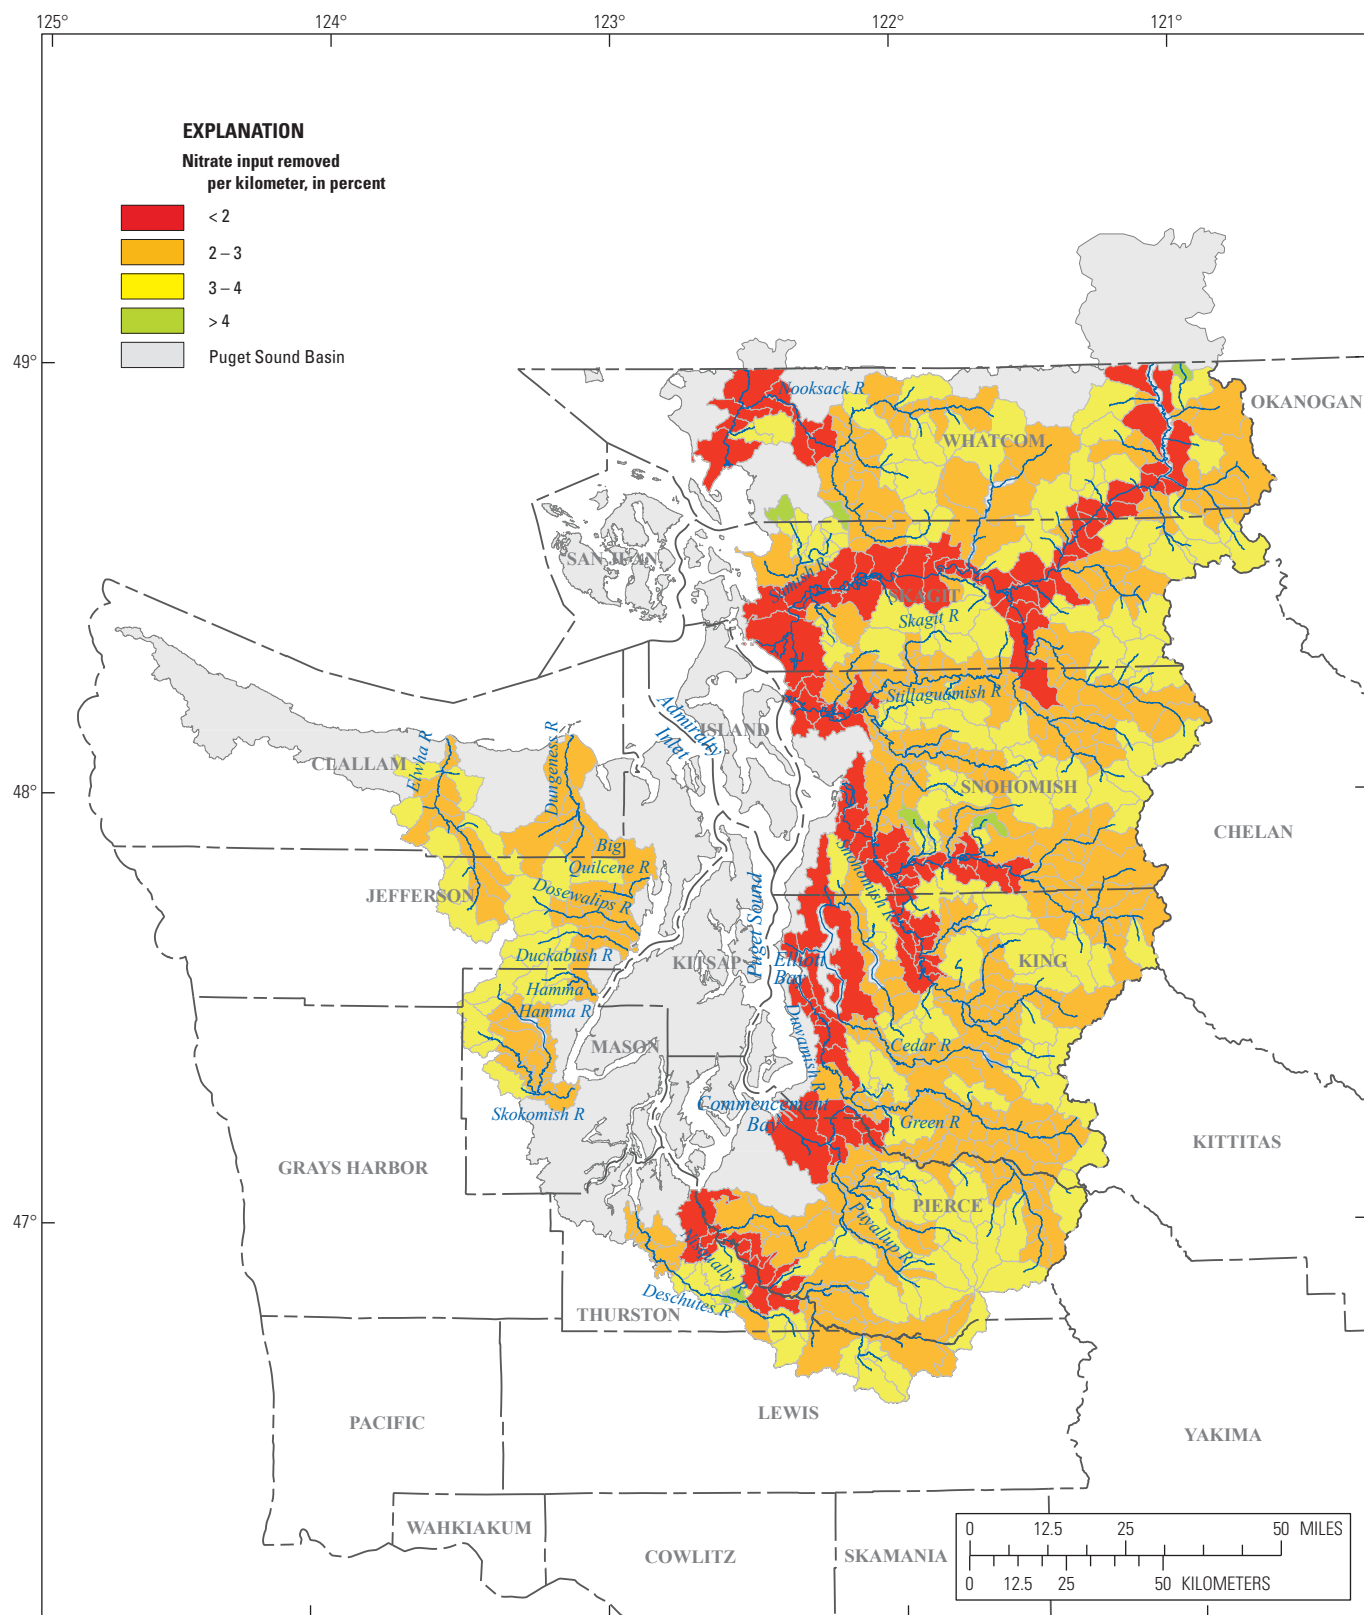 125°
124°
123°
122°
121°
EXPLANATION
Nitrate input removed
per kilometer, in percent
< 2
2 – 3
3 – 4
> 4
Puget Sound Basin
49°
48°
47°
Nooksack R
OKANOGAN
WHATCOM
SAN JUAN
Samish R
SKAGIT
Skagit R
Stillaguamish R
Admiralty
Inlet
ISLAND
Elwha R
Dungeness R
CLALLAM
SNOHOMISH
CHELAN
Big
Quilcene R
Snohomish R
JEFFERSON
Dosewalips R
Puget Sound
Duckabush R
KITSAP
Elliott
Bay
KING
Hamma
Hamma R
Duwamish R
MASON
Cedar R
Skokomish R
Commencement
Bay
Green R
KITTITAS
GRAYS HARBOR
PIERCE
Puyallup R
Nisqually R
Deschutes R
THURSTON
LEWIS
PACIFIC
YAKIMA
WAHKIAKUM
COWLITZ
SKAMANIA
0 12.5 25 50 MILES
0 12.5 25 50 KILOMETERS